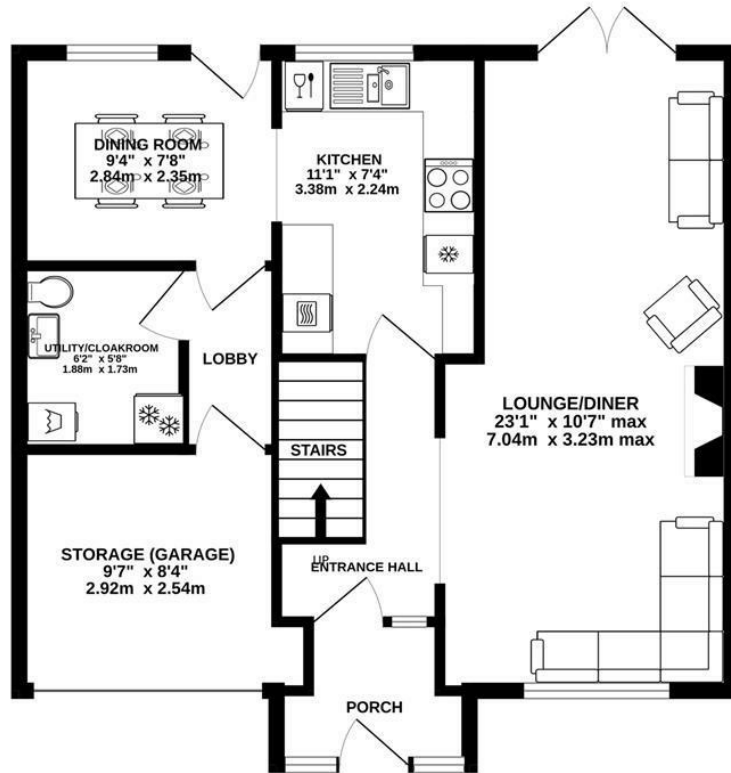 DINING ROOM
9'4" x 7'8"
2.84m x 2.35m
KITCHEN
11'1" x 7'4"
3.38m x 2.24m
UTILITY/CLOAKROOM
6'2" x 5'8"
1.88m x 1.73m
LOBBY
LOUNGE/DINER
23'1" x 10'7" max
7.04m x 3.23m max
STAIRS
UP
ENTRANCE HALL
STORAGE (GARAGE)
9'7" x 8'4"
2.92m x 2.54m
PORCH